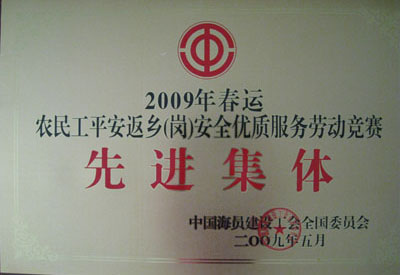 2009年春运
农民工平安返乡(岗)安全优质服务劳动竞赛
先进集体
中国海员建设工会全国委员会
二〇〇九年五月